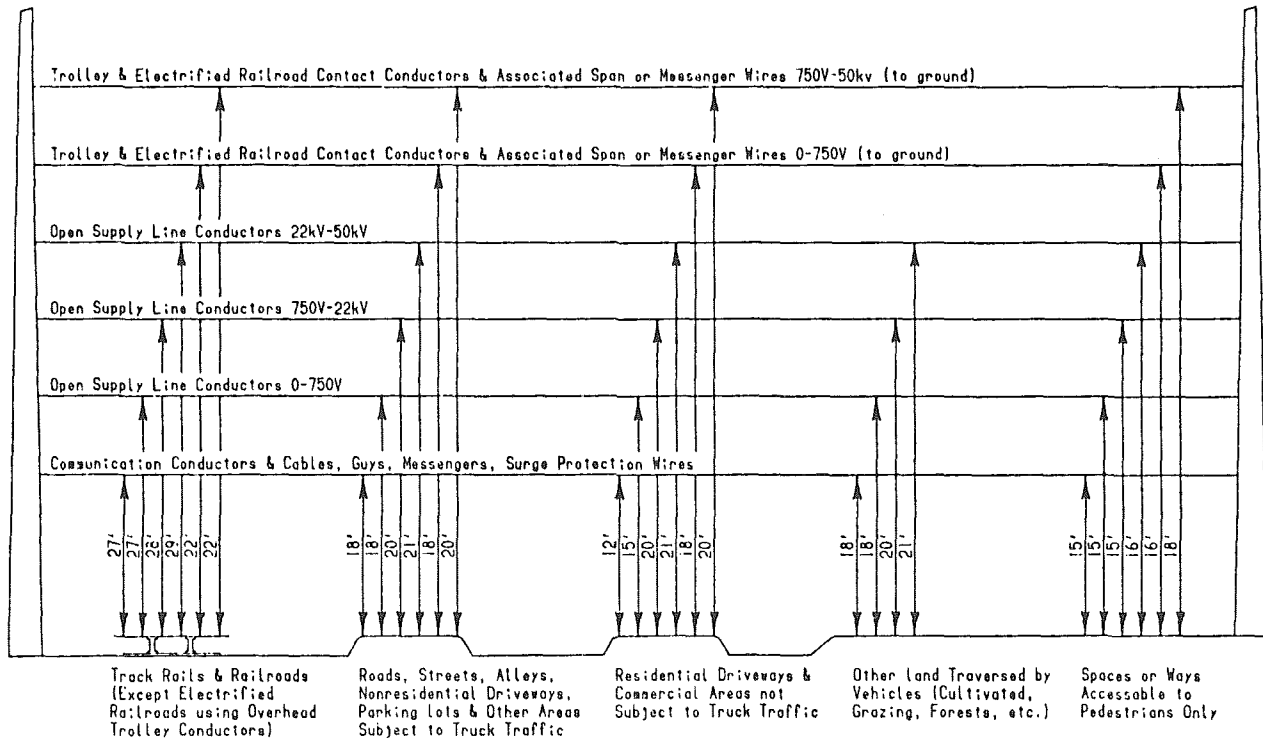 Trolley & Electrified Railroad Contact Conductors & Associated Span or Messenger Wires 750V-50kv (to ground)
Trolley & Electrified Railroad Contact Conductors & Associated Span or Messenger Wires 0-750V (to ground)
Open Supply Line Conductors 22kV-50kV
Open Supply Line Conductors 750V-22kV
Open Supply Line Conductors 0-750V
Communication Conductors & Cables, Guys, Messengers, Surge Protection Wires
27' 27' 28' 29' 22' 22'
18' 18' 20' 21' 18' 20'
12' 15' 20' 21' 18' 20'
18' 18' 20' 21'
15' 15' 15' 16' 16' 18'
Track Rails & Railroads
(Except Electrified
Railroads using Overhead
Trolley Conductors)
Roads, Streets, Alleys,
Nonresidential Driveways,
Parking lots & Other Areas
Subject to Truck Traffic
Residential Driveways &
Commercial Areas not
Subject to Truck Traffic
Other land Traversed by
Vehicles (Cultivated,
Grazing, Forests, etc.)
Spaces or Ways
Accessable to
Pedestrians Only